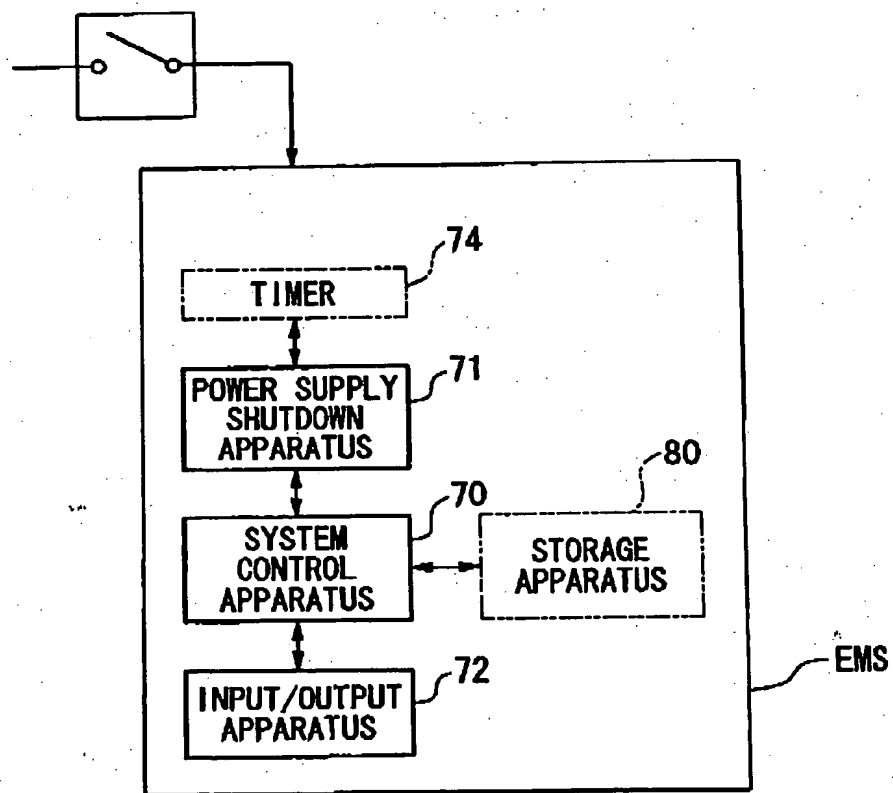 74
TIMER
POWER SUPPLY
SHUTDOWN
APPARATUS
71
80
70
SYSTEM
CONTROL
APPARATUS
STORAGE
APPARATUS
EMS
72
INPUT/OUTPUT
APPARATUS